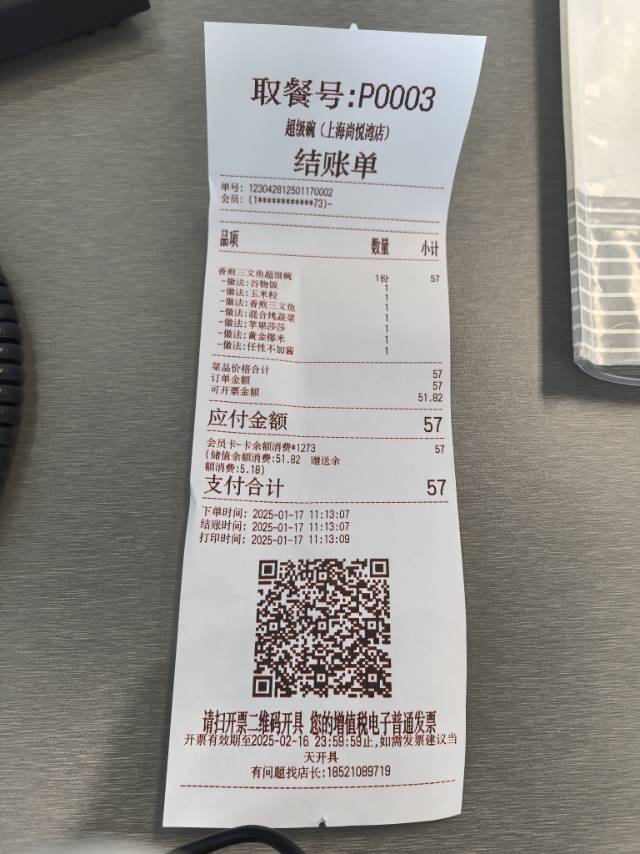 取餐号:P0003
超级碗（上海尚悦湾店）
结账单
单号: 123042812501170002
会员: (1************73)-
品项 数量 小计
香煎三文鱼超级碗 1份 57
-做法:谷物饭 1
-做法:玉米粒 1
-做法:香煎三文鱼 1
-做法:混合烤蔬菜 1
-做法:苹果莎莎 1
-做法:黄金椰米 1
-做法:任性不加酱 1
菜品价格合计 57
订单金额 57
可开票金额 51.82
应付金额 57
会员卡-卡余额消费*1273 57
(储值余额消费:51.82 赠送余
额消费:5.18)
支付合计 57
下单时间: 2025-01-17 11:13:07
结账时间: 2025-01-17 11:13:07
打印时间: 2025-01-17 11:13:09
请扫开票二维码开具 您的增值税电子普通发票
开票有效期至2025-02-16 23:59:59止,如需发票建议当
天开具
有问题找店长:18521089719